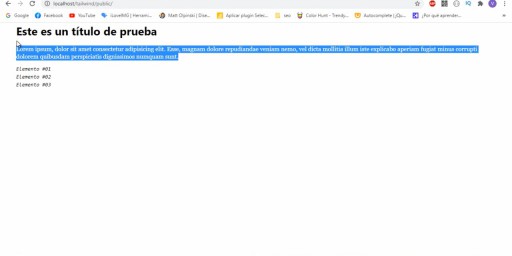 localhost/tailwind/public/
Google Facebook YouTube ILoveIMG | Herrami... Matt Olpinski | Dise... Aplicar plugin Selec... seo Color Hunt - Trendy... Autocomplete | jQu... ¿Por qué aprender...
Este es un título de prueba
Lorem ipsum, dolor sit amet consectetur adipisicing elit. Esse, magnam dolore repudiandae veniam nemo, vel dicta mollitia illum iste explicabo aperiam fugiat minus corrupti
dolorem quibusdam perspiciatis dignissimos numquam sunt.
Elemento #01
Elemento #02
Elemento #03